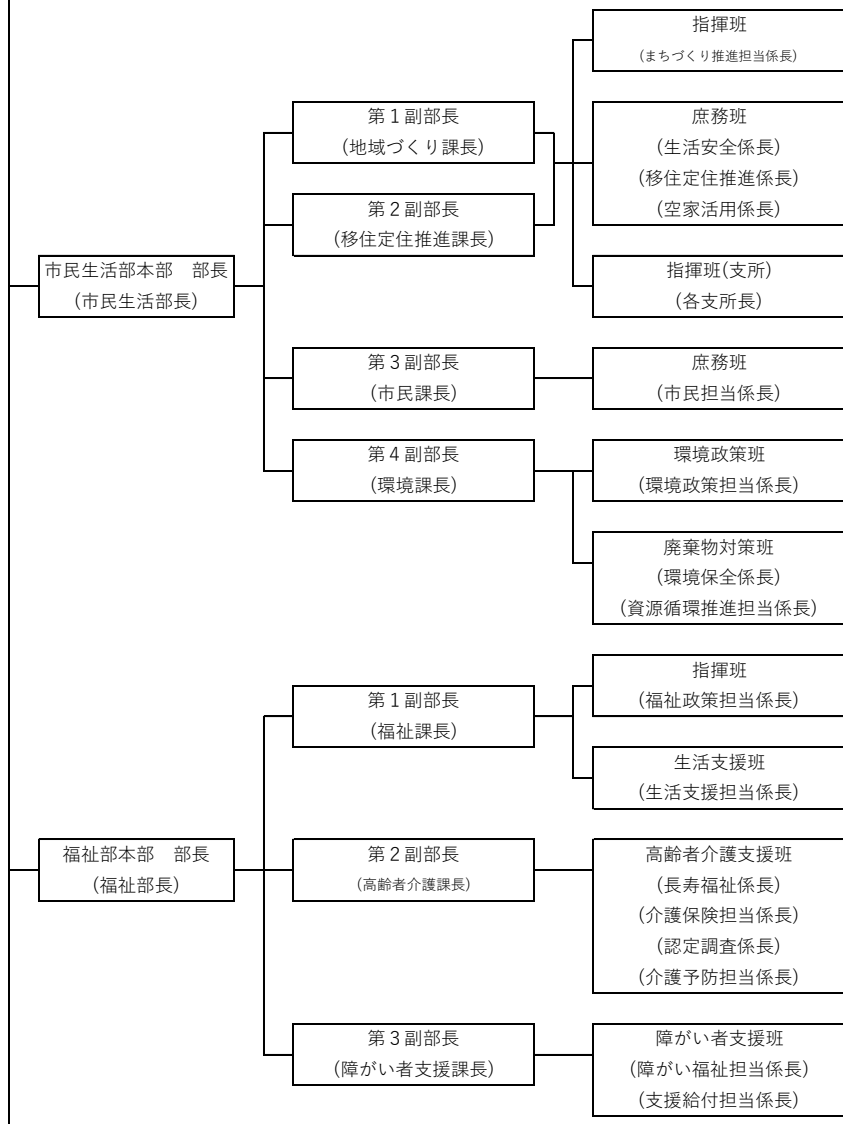 指揮班
(まちづくり推進担当係長)
第１副部長
(地域づくり課長)
庶務班
(生活安全係長)
(移住定住推進係長)
(空家活用係長)
第２副部長
(移住定住推進課長)
市民生活部本部　部長
(市民生活部長)
指揮班(支所)
(各支所長)
第３副部長
(市民課長)
庶務班
(市民担当係長)
第４副部長
(環境課長)
環境政策班
(環境政策担当係長)
廃棄物対策班
(環境保全係長)
(資源循環推進担当係長)
第１副部長
(福祉課長)
指揮班
(福祉政策担当係長)
生活支援班
(生活支援担当係長)
福祉部本部　部長
(福祉部長)
第２副部長
(高齢者介護課長)
高齢者介護支援班
(長寿福祉係長)
(介護保険担当係長)
(認定調査係長)
(介護予防担当係長)
第３副部長
(障がい者支援課長)
障がい者支援班
(障がい福祉担当係長)
(支援給付担当係長)